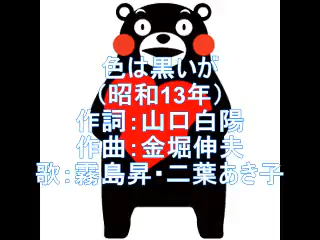 色は黒いが
（昭和13年）
作詞：山口白陽
作曲：金堀伸夫
歌：霧島昇・二葉あき子